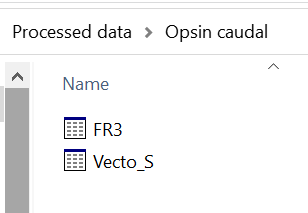 Processed data > Opsin caudal
Name
FR3
Vecto_S